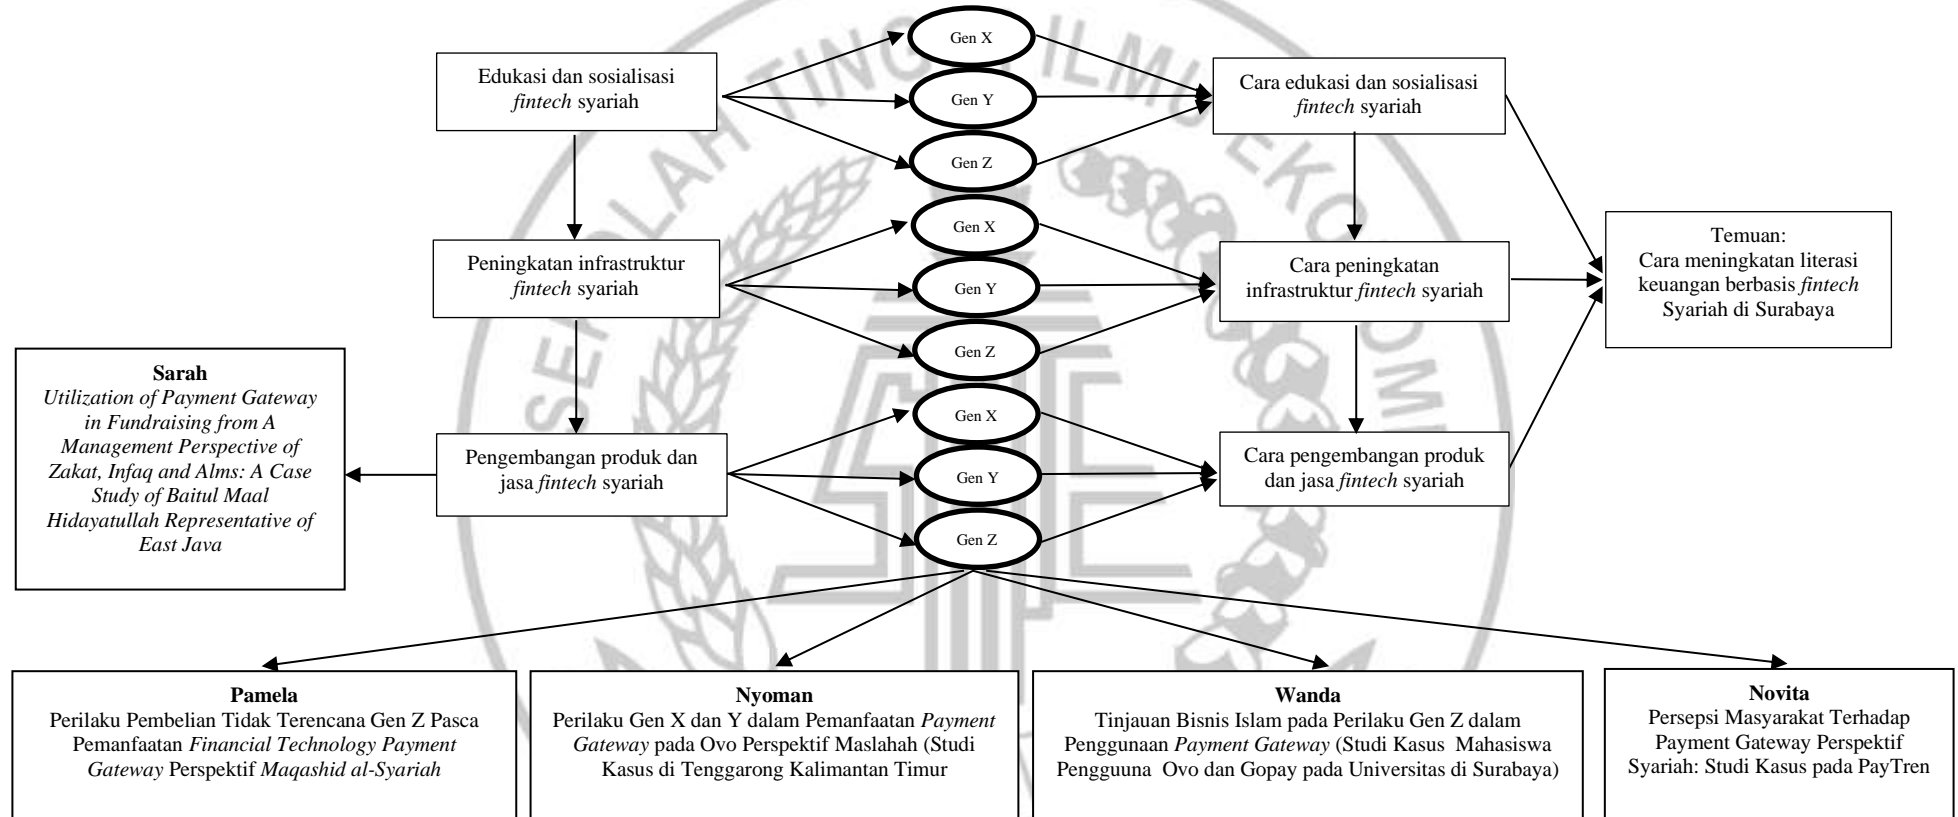 Edukasi dan sosialisasi
fintech syariah
Gen X
Gen Y
Gen Z
Cara edukasi dan sosialisasi
fintech syariah
Peningkatan infrastruktur
fintech syariah
Gen X
Gen Y
Gen Z
Cara peningkatan
infrastruktur fintech syariah
Temuan:
Cara meningkatan literasi
keuangan berbasis fintech
Syariah di Surabaya
Sarah
Utilization of Payment Gateway
in Fundraising from A
Management Perspective of
Zakat, Infaq and Alms: A Case
Study of Baitul Maal
Hidayatullah Representative of
East Java
Pengembangan produk dan
jasa fintech syariah
Gen X
Gen Y
Gen Z
Cara pengembangan produk
dan jasa fintech syariah
Pamela
Perilaku Pembelian Tidak Terencana Gen Z Pasca
Pemanfaatan Financial Technology Payment
Gateway Perspektif Maqashid al-Syariah
Nyoman
Perilaku Gen X dan Y dalam Pemanfaatan Payment
Gateway pada Ovo Perspektif Maslahah (Studi
Kasus di Tenggarong Kalimantan Timur
Wanda
Tinjauan Bisnis Islam pada Perilaku Gen Z dalam
Penggunaan Payment Gateway (Studi Kasus Mahasiswa
Pengguuna Ovo dan Gopay pada Universitas di Surabaya)
Novita
Persepsi Masyarakat Terhadap
Payment Gateway Perspektif
Syariah: Studi Kasus pada PayTren